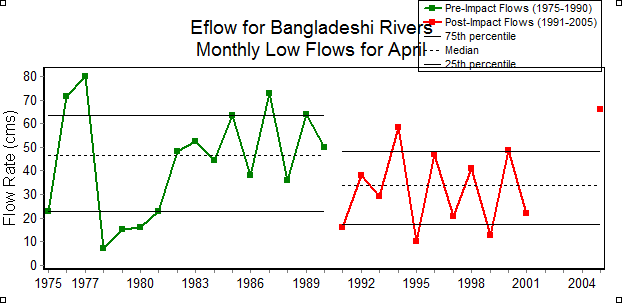 Eflow for Bangladeshi Rivers
Monthly Low Flows for April
Pre-Impact Flows (1975-1990)
Post-Impact Flows (1991-2005)
75th percentile
Median
25th percentile
Flow Rate (cms)
80
70
60
50
40
30
20
10
0
1975 1977 1980 1983 1986 1989 1992 1995 1998 2001 2004